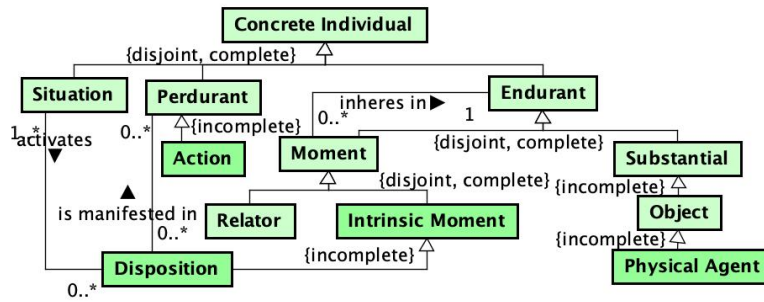 Concrete Individual
{disjoint, complete}
Situation
Perdurant
inheres in
Endurant
1..*
activates
0..*
{incomplete}
0..*
1
{disjoint, complete}
Action
Moment
Substantial
{disjoint, complete}
{incomplete}
is manifested in
Relator
Intrinsic Moment
Object
0..*
{incomplete}
{incomplete}
Disposition
Physical Agent
0..*